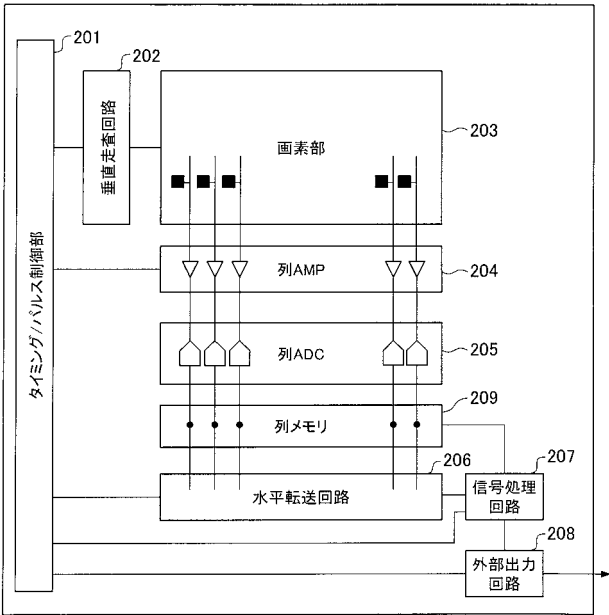 201
202
203
204
205
209
206
207
208
タイミング/パルス制御部
垂直走査回路
画素部
列AMP
列ADC
列メモリ
水平転送回路
信号処理
回路
外部出力
回路